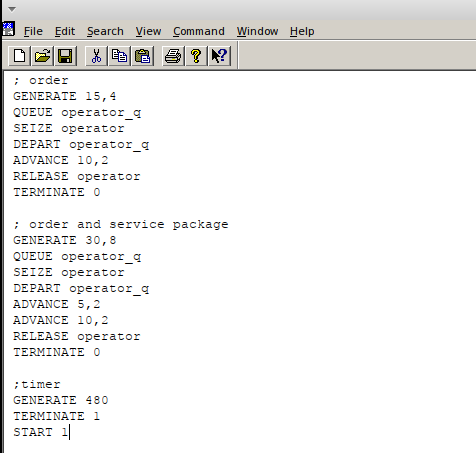 File Edit Search View Command Window Help
; order
GENERATE 15,4
QUEUE operator_q
SEIZE operator
DEPART operator_q
ADVANCE 10,2
RELEASE operator
TERMINATE 0
; order and service package
GENERATE 30,8
QUEUE operator_q
SEIZE operator
DEPART operator_q
ADVANCE 5,2
ADVANCE 10,2
RELEASE operator
TERMINATE 0
;timer
GENERATE 480
TERMINATE 1
START 1